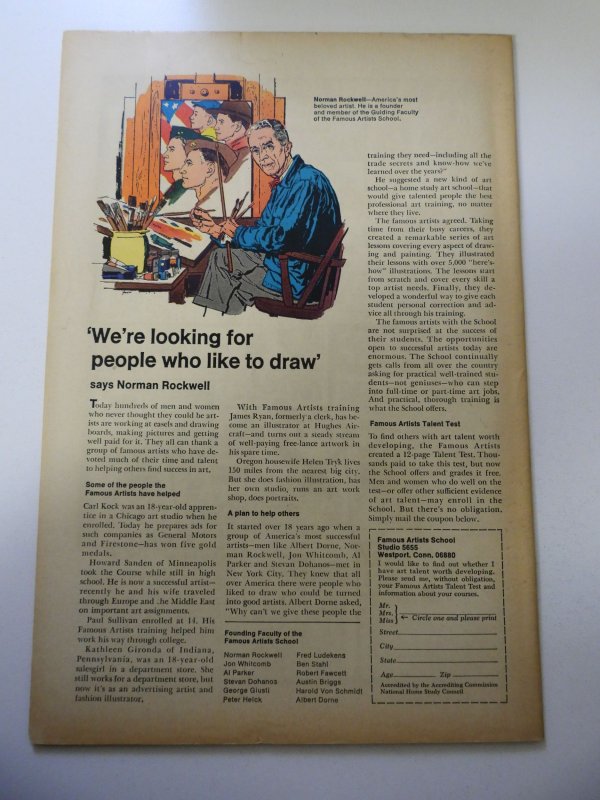 Norman Rockwell—America's most
beloved artist. He is a founder
and member of the Guiding Faculty
of the Famous Artists School.
'We're looking for
people who like to draw'
says Norman Rockwell
Today hundreds of men and women
who never thought they could be art-
ists are working at easels and drawing
boards, making pictures and getting
well paid for it. They all can thank a
group of famous artists who have de-
voted much of their time and talent
to helping others find success in art,
Some of the people the
Famous Artists have helped
Carl Kock was an 18-year-old appren-
tice in a Chicago art studio when he
enrolled. Today he prepares ads for
such companies as General Motors
and Firestone—has won five gold
medals.
Howard Sanden of Minneapolis
took the Course while still in high
school. He is now a successful artist—
recently he and his wife traveled
through Europe and the Middle East
on important art assignments.
Paul Sullivan enrolled at 14. His
Famous Artists training helped him
work his way through college.
Kathleen Gironda of Indiana,
Pennsylvania, was an 18-year-old
salesgirl in a department store. She
still works for a department store, but
now it's as an advertising artist and
fashion illustrator.
With Famous Artists training
James Ryan, formerly a clerk, has be-
come an illustrator at Hughes Air-
craft—and turns out a steady stream
of well-paying free-lance artwork in
his spare time.
Oregon housewife Helen Tryk lives
150 miles from the nearest big city.
But she does fashion illustration, has
her own studio, runs an art work
shop, does portraits.
A plan to help others
It started over 18 years ago when a
group of America's most successful
artists—men like Albert Dorne, Nor-
man Rockwell, Jon Whitcomb, Al
Parker and Stevan Dohanos—met in
New York City. They knew that all
over America there were people who
liked to draw who could be turned
into good artists. Albert Dorne asked,
"Why can't we give these people the
Founding Faculty of the
Famous Artists School
Norman Rockwell
Jon Whitcomb
Al Parker
Stevan Dohanos
George Giusti
Peter Helck
Fred Ludekens
Ben Stahl
Robert Fawcett
Austin Briggs
Harold Von Schmidt
Albert Dorne
training they need—including all the
trade secrets and know-how we've
learned over the years?"
He suggested a new kind of art
school—a home study art school—that
would give talented people the best
professional art training, no matter
where they live.
The famous artists agreed. Taking
time from their busy careers, they
created a remarkable series of art
lessons covering every aspect of draw-
ing and painting. They illustrated
their lessons with over 5,000 "here's-
how" illustrations. The lessons start
from scratch and cover every skill a
top artist needs. Finally, they de-
veloped a wonderful way to give each
student personal correction and ad-
vice all through his training.
The famous artists with the School
are not surprised at the success of
their students. The opportunities
open to successful artists today are
enormous. The School continually
gets calls from all over the country
asking for practical well-trained stu-
dents—not geniuses—who can step
into full-time or part-time art jobs.
And practical, thorough training is
what the School offers.
Famous Artists Talent Test
To find others with art talent worth
developing, the Famous Artists
created a 12-page Talent Test. Thou-
sands paid to take this test, but now
the School offers and grades it free.
Men and women who do well on the
test—or offer other sufficient evidence
of art talent—may enroll in the
School. But there's no obligation.
Simply mail the coupon below.
Famous Artists School
Studio 5655
Westport, Conn. 06880
I would like to find out whether I
have art talent worth developing.
Please send me, without obligation,
your Famous Artists Talent Test and
information about your courses.
Mr.
Mrs. ← Circle one and please print
Miss
Street
City
State
Age Zip
Accredited by the Accrediting Commission
National Home Study Council